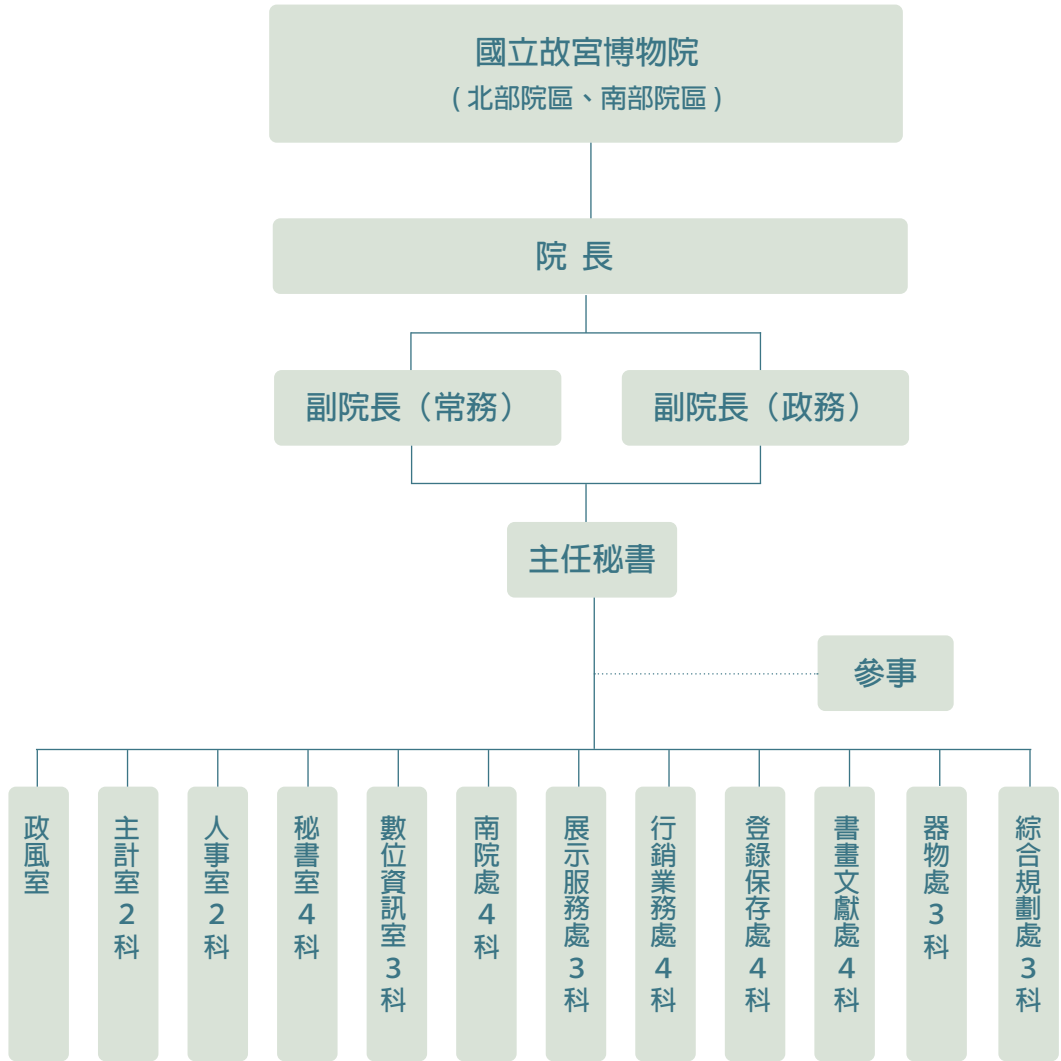 國立故宮博物院
(北部院區、南部院區)
院 長
副院長（常務）
副院長（政務）
主任秘書
參事
政風室
主計室2科
人事室2科
秘書室4科
數位資訊室3科
南院處4科
展示服務處3科
行銷業務處4科
登錄保存處4科
書畫文獻處4科
器物處3科
綜合規劃處3科